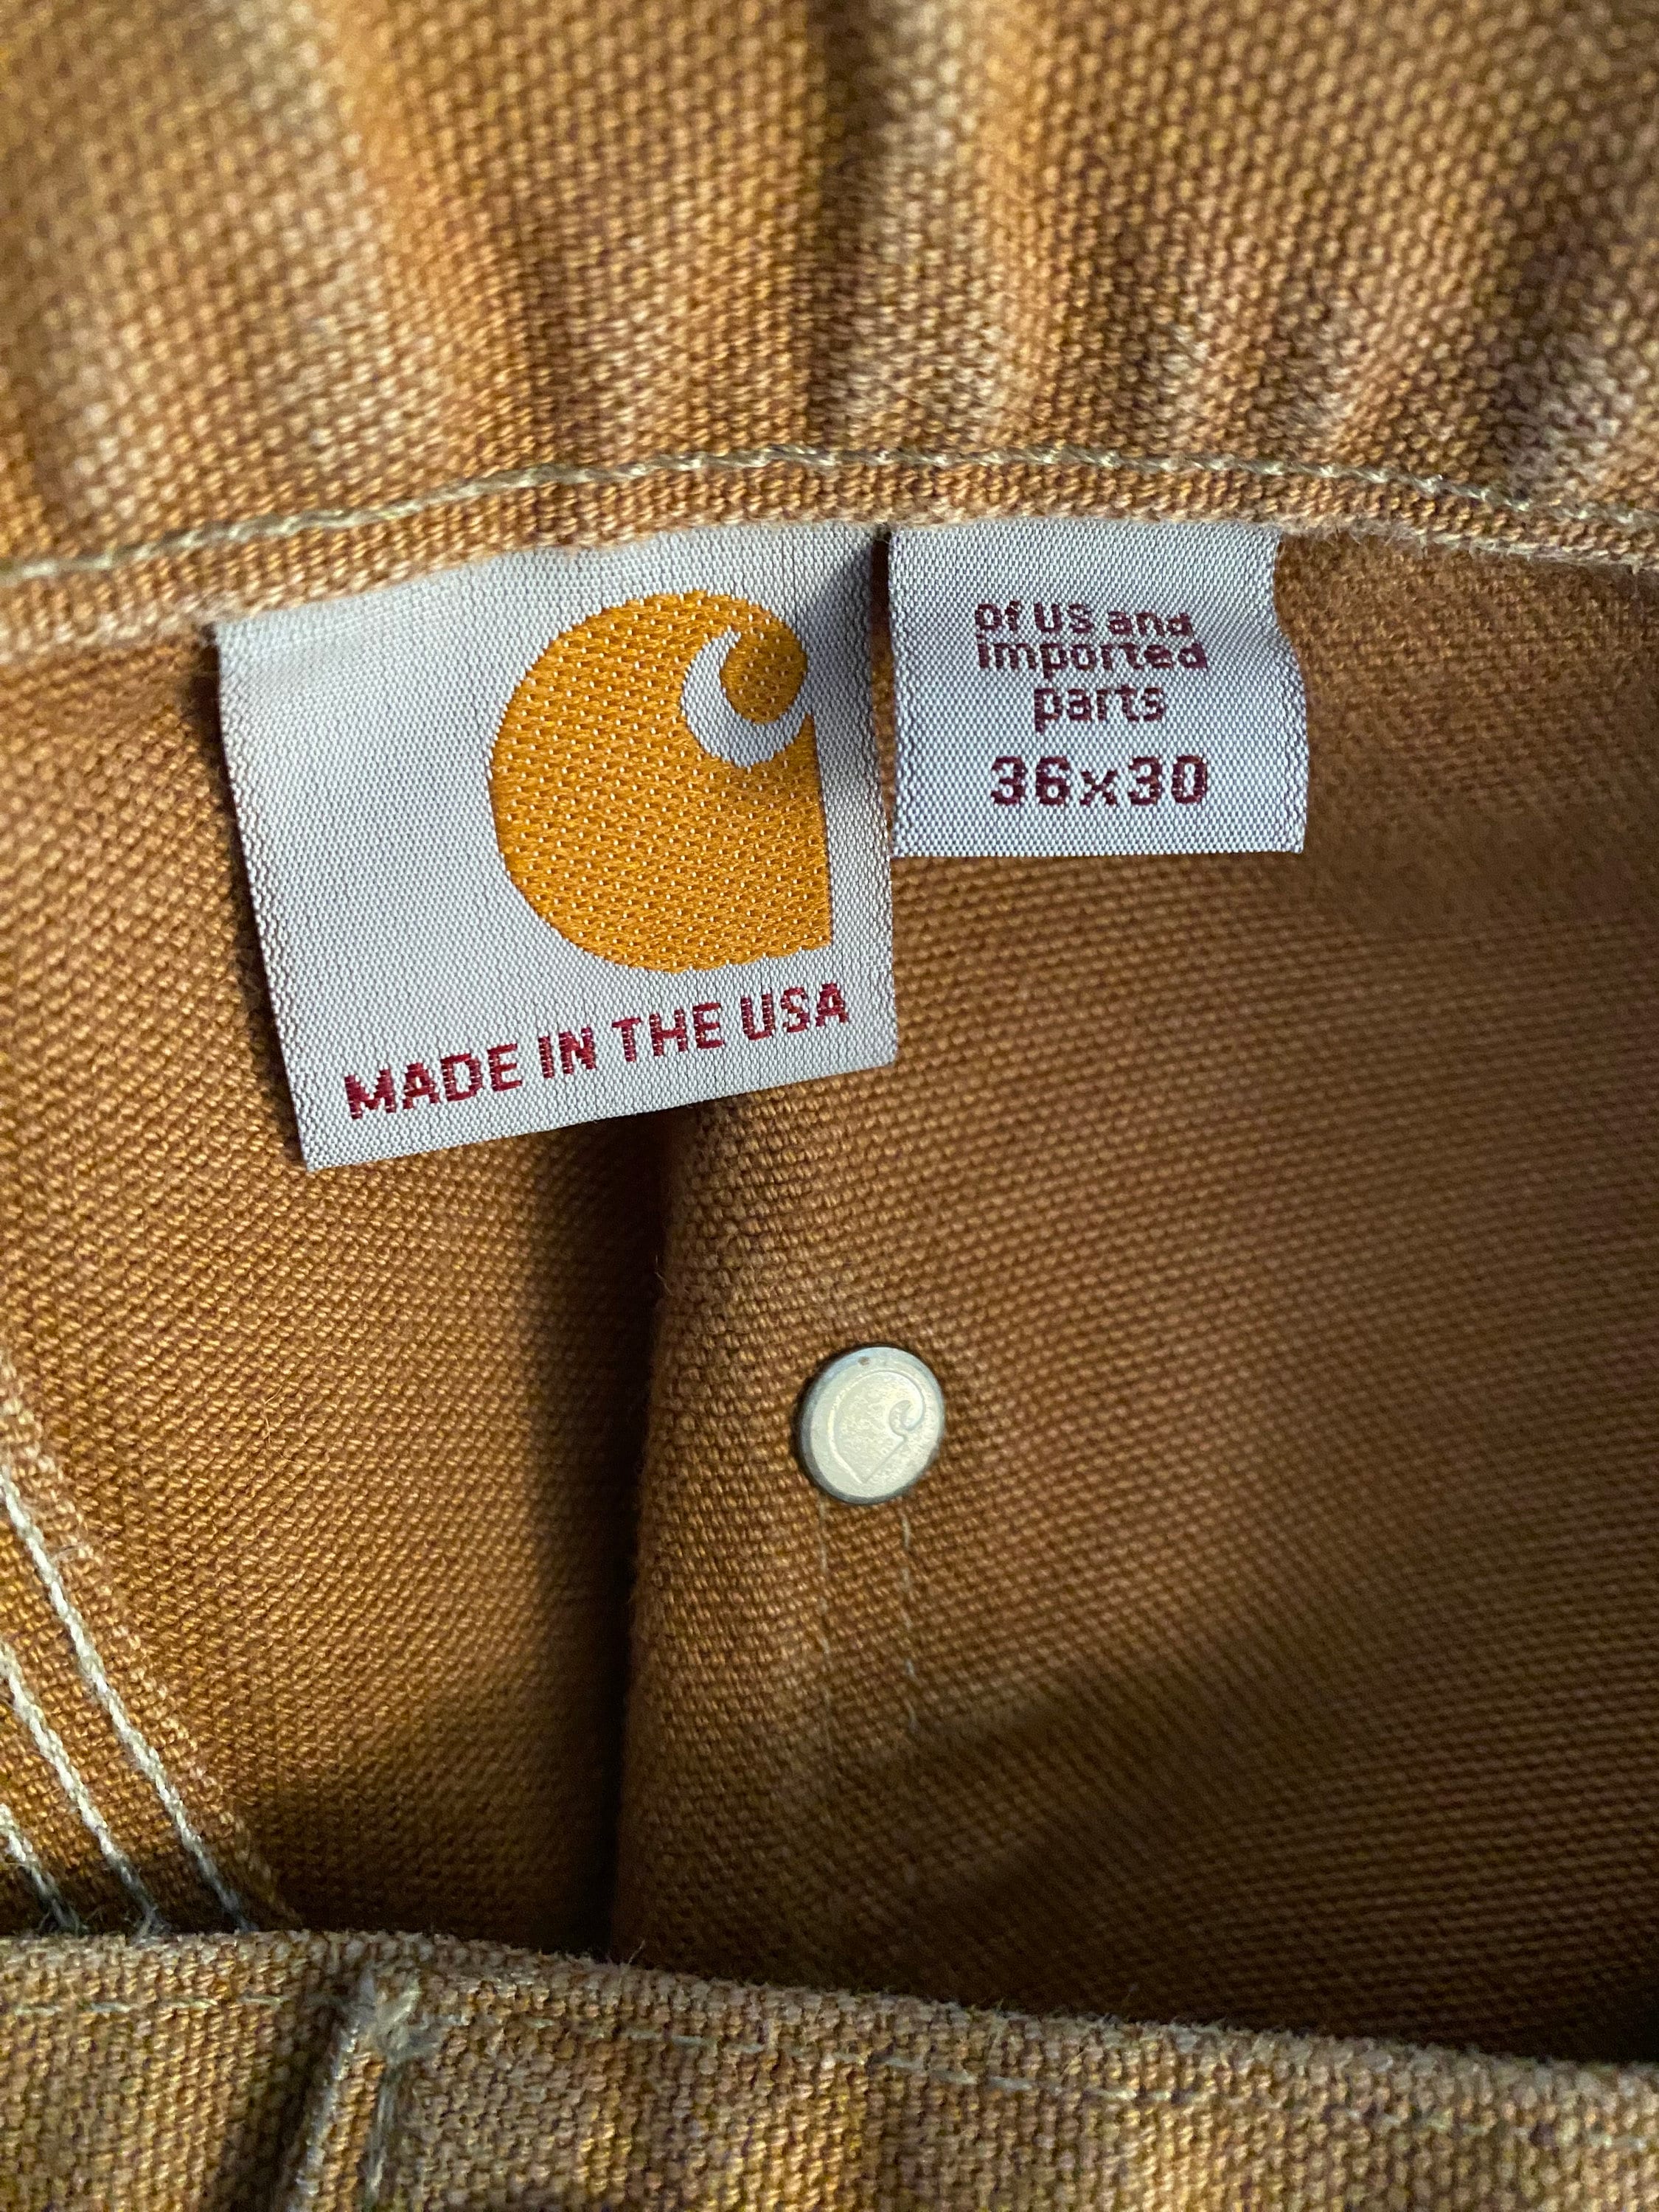 MADE IN THE USA
Of US and
Imported
parts
36x30